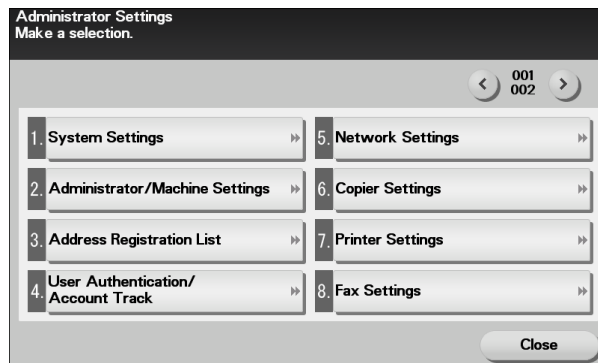 Administrator Settings
Make a selection.
001
002
1. System Settings
2. Administrator/Machine Settings
3. Address Registration List
4. User Authentication/
Account Track
5. Network Settings
6. Copier Settings
7. Printer Settings
8. Fax Settings
Close